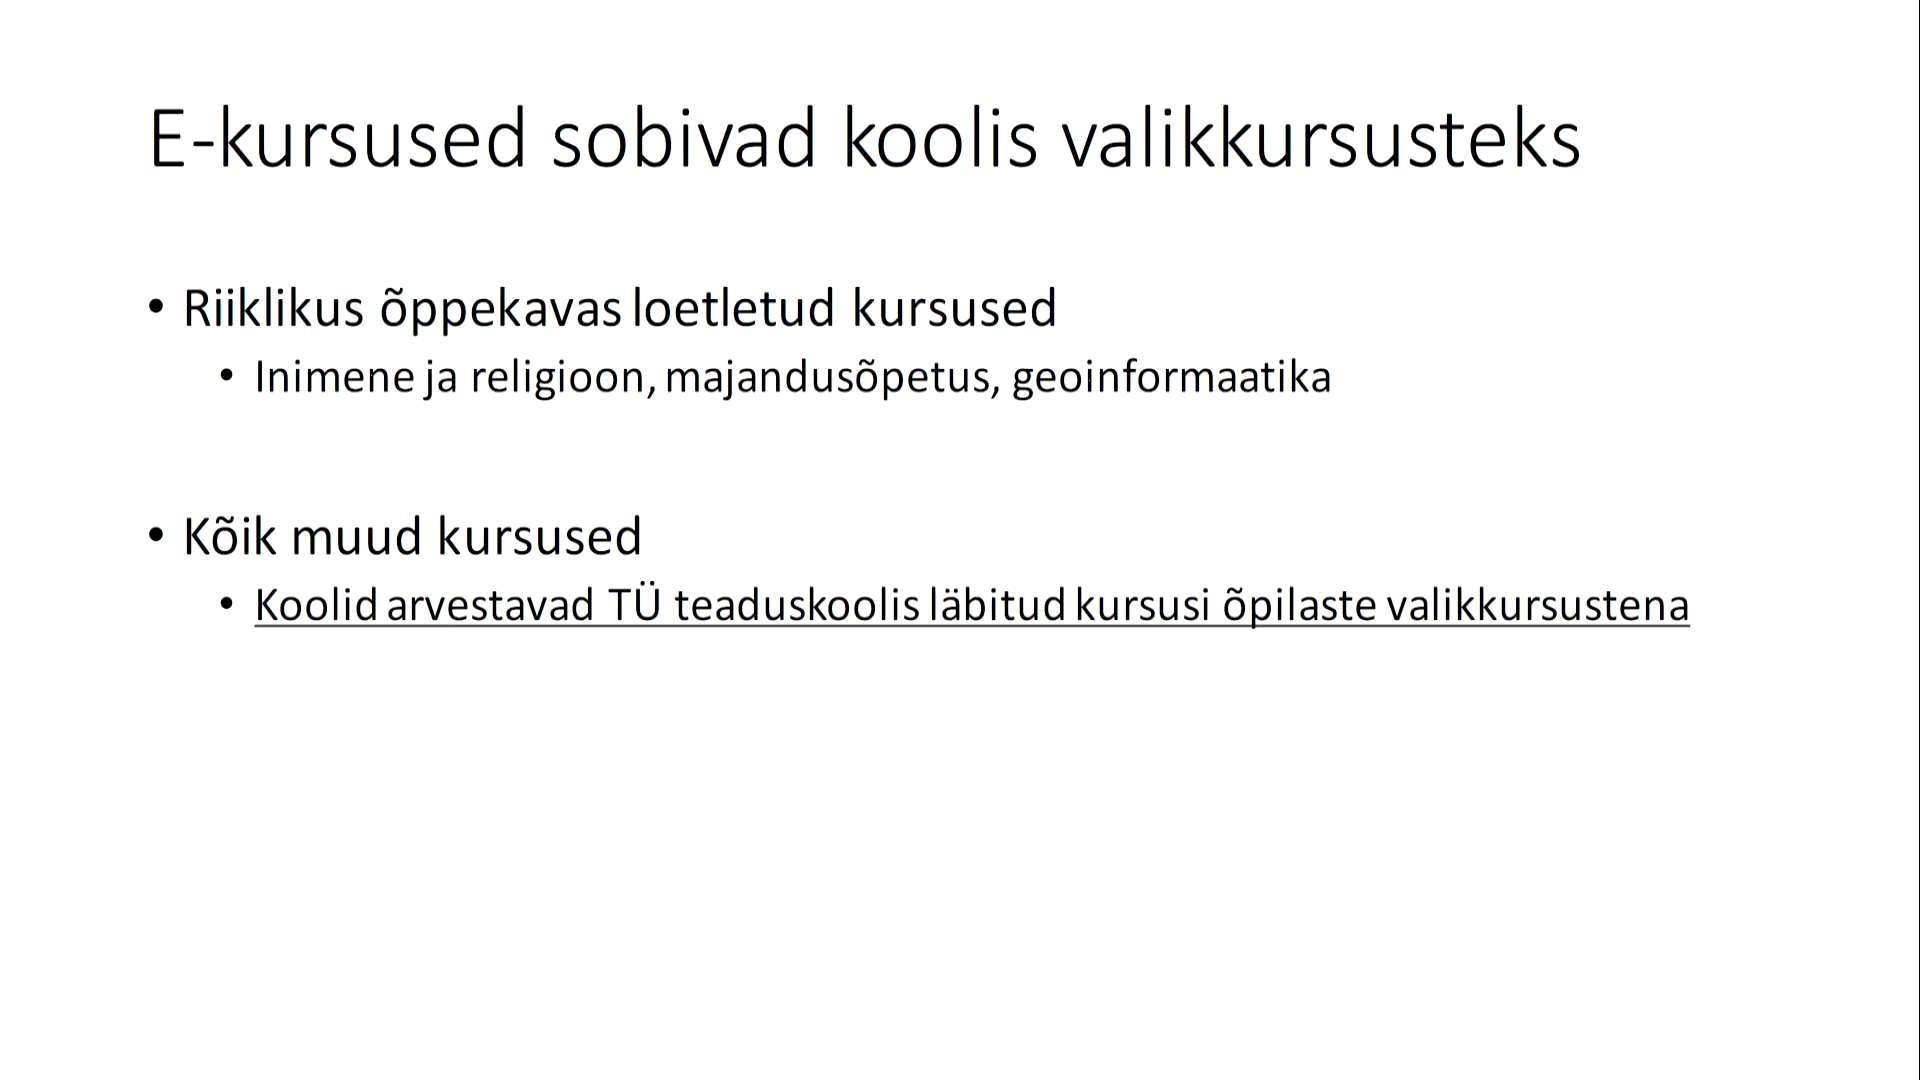 E-kursused sobivad koolis valikkursusteks
• Riiklikus õppekavas loetletud kursused
• Inimene ja religioon, majandusõpetus, geoinformaatika
• Kõik muud kursused
• Koolid arvestavad TÜ teaduskoolis läbitud kursusi õpilaste valikkursustena